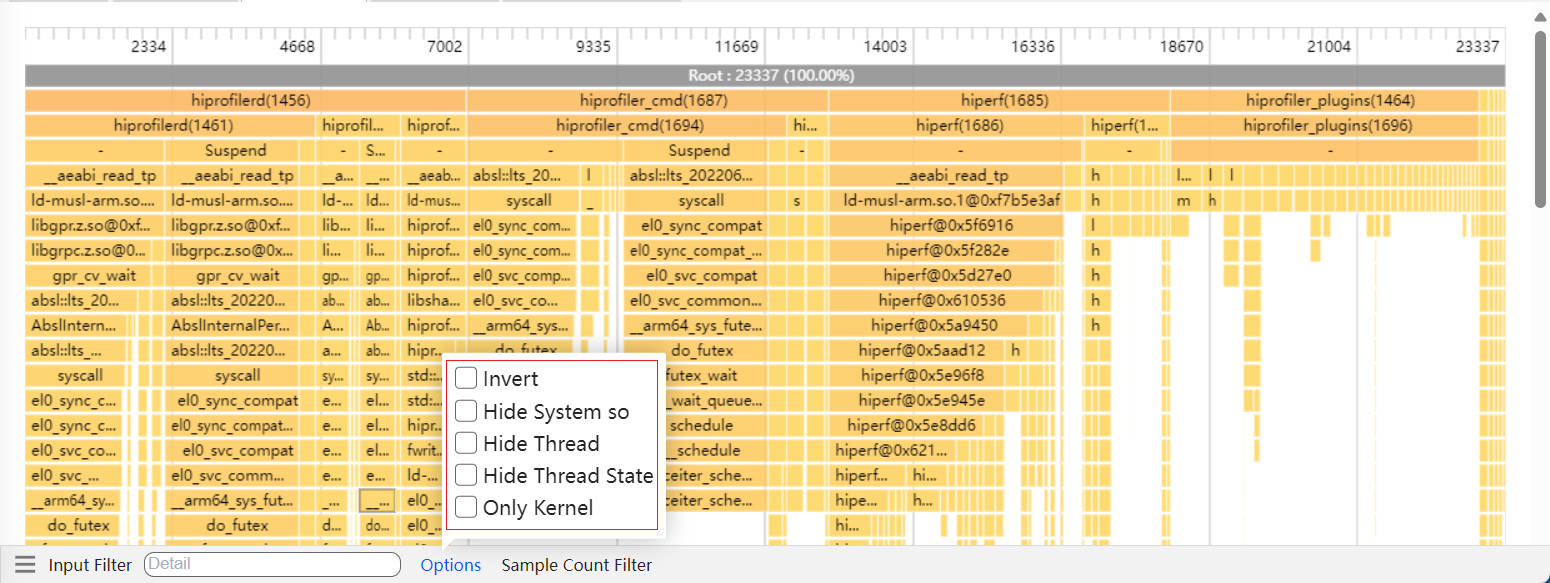 2334 4668 7002 9335 11669 14003 16336 18670 21004 23337
Root : 23337 (100.00%)
hiprofilerd(1456) hiprofiler_cmd(1687) hiperf(1685) hiprofiler_plugins(1464)
hiprofilerd(1461) hiprofil... hiprof... hiprofiler_cmd(1694) hi... hiperf(1686) hiperf(1... hiprofiler_plugins(1696)
- Suspend - S... - - Suspend - - - -
__aeabi_read_tp __aeabi_read_tp __a... __... __aeab... absl::lts_20... l absl::lts_202206... __aeabi_read_tp h l... l l
ld-musl-arm.so.... ld-musl-arm.so.... ld-... ld... ld-mus... syscall _ syscall s ld-musl-arm.so.1@0xf7b5e3af h m h
libgpr.z.so@0xf... libgpr.z.so@0xf... lib... li... hiprof... el0_sync_com... el0_sync_compat hiperf@0x5f6916 l
libgrpc.z.so@0... libgrpc.z.so@0x... li... li... hiprof... el0_sync_com... el0_sync_compat_... hiperf@0x5f282e h
gpr_cv_wait gpr_cv_wait gp... gp... hiprof... el0_svc_comp... el0_svc_compat hiperf@0x5d27e0 h
absl::lts_20... absl::lts_20220... ab... ab... libsha... el0_svc_co... el0_svc_common... hiperf@0x610536 h
AbslIntern... AbslInternalPer... A... Ab... hiprof... __arm64_sys... __arm64_sys_fute... hiperf@0x5a9450 h
absl::lts_... absl::lts_20220... a... ab... hipr... do_futex do_futex hiperf@0x5aad12 h
syscall syscall sy... sy... std::... futex_wait hiperf@0x5e96f8
el0_sync_c... el0_sync_compat e... el... std:... wait_queue... hiperf@0x5e945e
el0_sync_c... el0_sync_compat... e... el... hipr... schedule hiperf@0x5e8dd6
el0_svc_co... el0_svc_compat e... el... fwrit... __schedule hiperf@0x621...
el0_svc_... el0_svc_comm... e... e... ld-... ceiter_sche... hiperf... hi...
__arm64_sy... __arm64_sys_fut... _... __... el0_... ceiter_sche... hipe... h...
do_futex do_futex d... do... el0_... hi...
Invert
Hide System so
Hide Thread
Hide Thread State
Only Kernel
Input Filter Detail Options Sample Count Filter